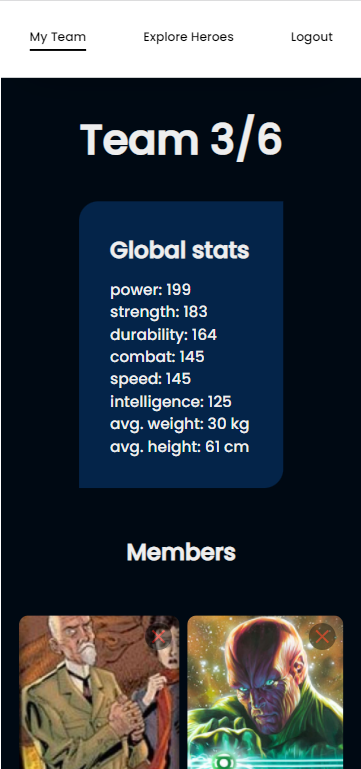 My Team Explore Heroes Logout
Team 3/6
Global stats
power: 199
strength: 183
durability: 164
combat: 145
speed: 145
intelligence: 125
avg. weight: 30 kg
avg. height: 61 cm
Members